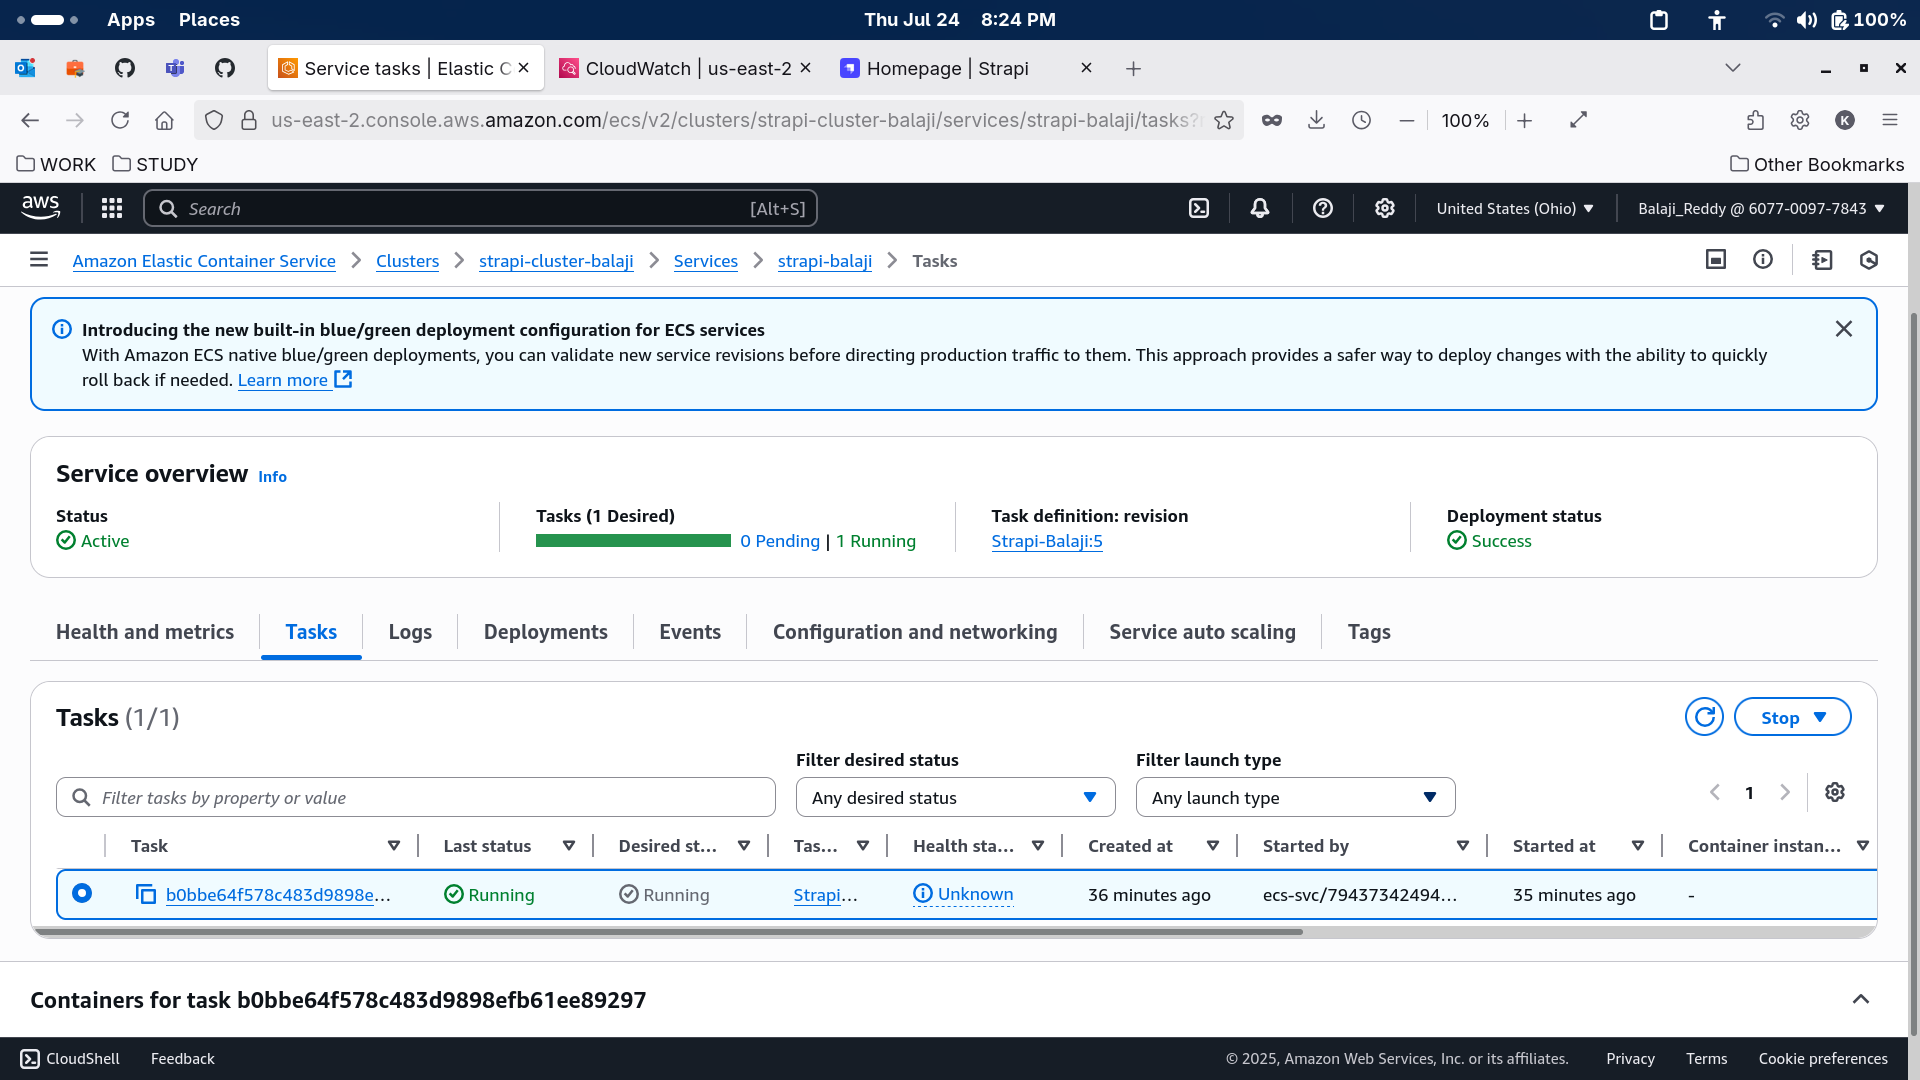 Apps Places Thu Jul 24 8:24 PM 100%
Service tasks | Elastic C
CloudWatch | us-east-2
Homepage | Strapi
us-east-2.console.aws.amazon.com/ecs/v2/clusters/strapi-cluster-balaji/services/strapi-balaji/tasks?
100%
K
WORK STUDY Other Bookmarks
aws Search [Alt+S] United States (Ohio) Balaji_Reddy @ 6077-0097-7843
Amazon Elastic Container Service Clusters strapi-cluster-balaji Services strapi-balaji Tasks
Introducing the new built-in blue/green deployment configuration for ECS services
With Amazon ECS native blue/green deployments, you can validate new service revisions before directing production traffic to them. This approach provides a safer way to deploy changes with the ability to quickly
roll back if needed. Learn more
Service overview Info
Status Tasks (1 Desired) Task definition: revision Deployment status
Active 0 Pending | 1 Running Strapi-Balaji:5 Success
Health and metrics Tasks Logs Deployments Events Configuration and networking Service auto scaling Tags
Tasks (1/1) Stop
Filter desired status Filter launch type
Filter tasks by property or value Any desired status Any launch type 1
Task Last status Desired st... Tas... Health sta... Created at Started by Started at Container instan...
b0bbe64f578c483d9898e... Running Running Strapi... Unknown 36 minutes ago ecs-svc/79437342494... 35 minutes ago -
Containers for task b0bbe64f578c483d9898efb61ee89297
CloudShell Feedback © 2025, Amazon Web Services, Inc. or its affiliates. Privacy Terms Cookie preferences